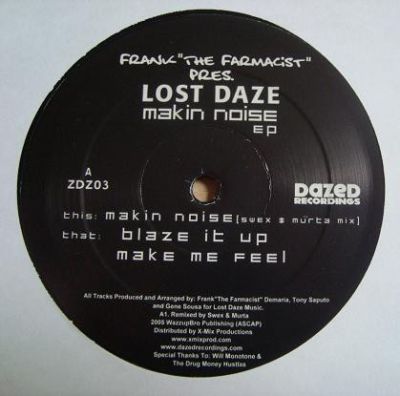 FRANK "THE FARMACIST"
PRES.
LOST DAZE
makin noise
ep
A
ZDZ03
DAZED
RECORDINGS
this: makin noise [swex $ murta mix]
that: blaze it up
make me feel
All Tracks Produced and Arranged by: Frank"The Farmacist" Demaria, Tony Saputo
and Gene Sousa for Lost Daze Music.
A1. Remixed by Swex & Murta
2005 WazzupBro Publishing (ASCAP)
Distributed by X-Mix Productions
www.xmixprod.com
www.dazedrecordings.com
Special Thanks To: Will Monotone &
The Drug Money Hustlas